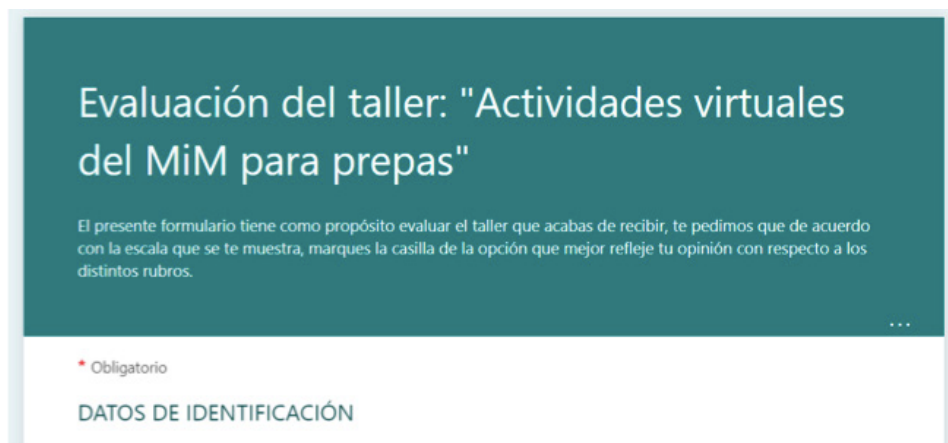 Evaluación del taller: "Actividades virtuales
del MiM para prepas"
El presente formulario tiene como propósito evaluar el taller que acabas de recibir, te pedimos que de acuerdo
con la escala que se te muestra, marques la casilla de la opción que mejor refleje tu opinión con respecto a los
distintos rubros.
...
* Obligatorio
DATOS DE IDENTIFICACIÓN